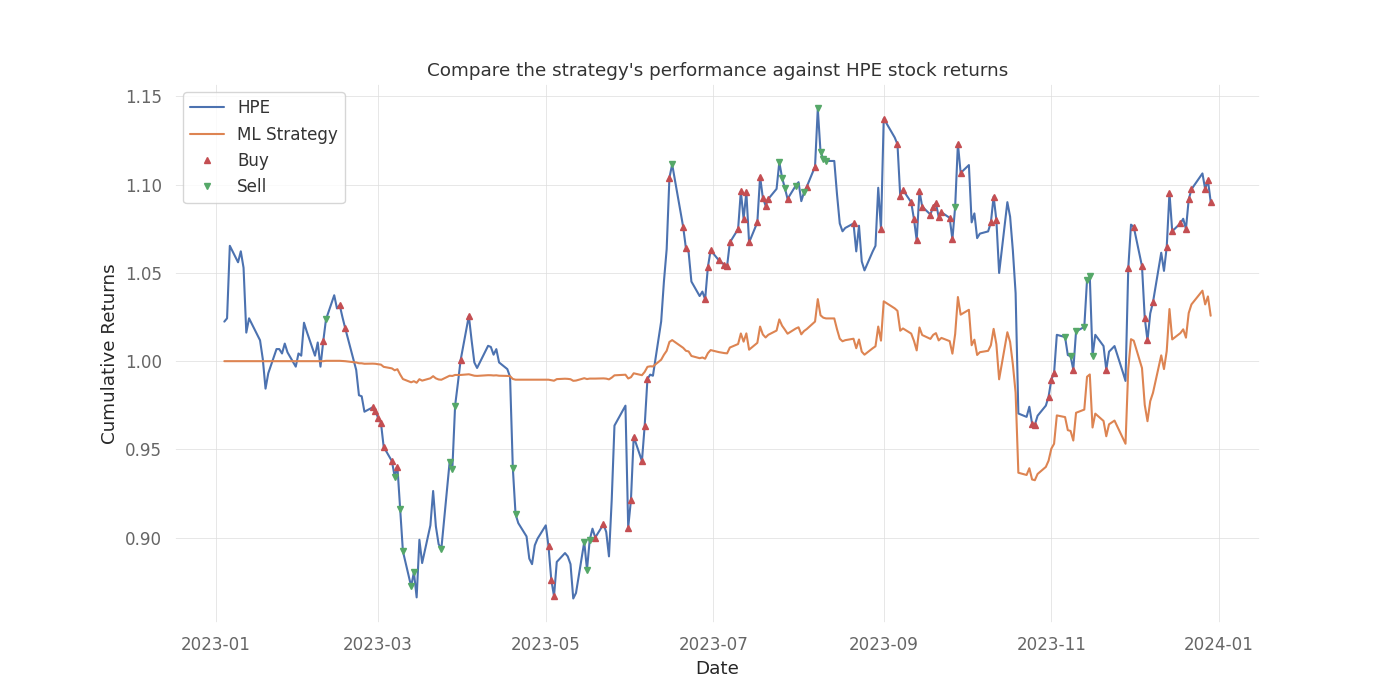 Compare the strategy's performance against HPE stock returns
HPE
ML Strategy
Buy
Sell
Cumulative Returns
1.15
1.10
1.05
1.00
0.95
0.90
2023-01
2023-03
2023-05
2023-07
2023-09
2023-11
2024-01
Date